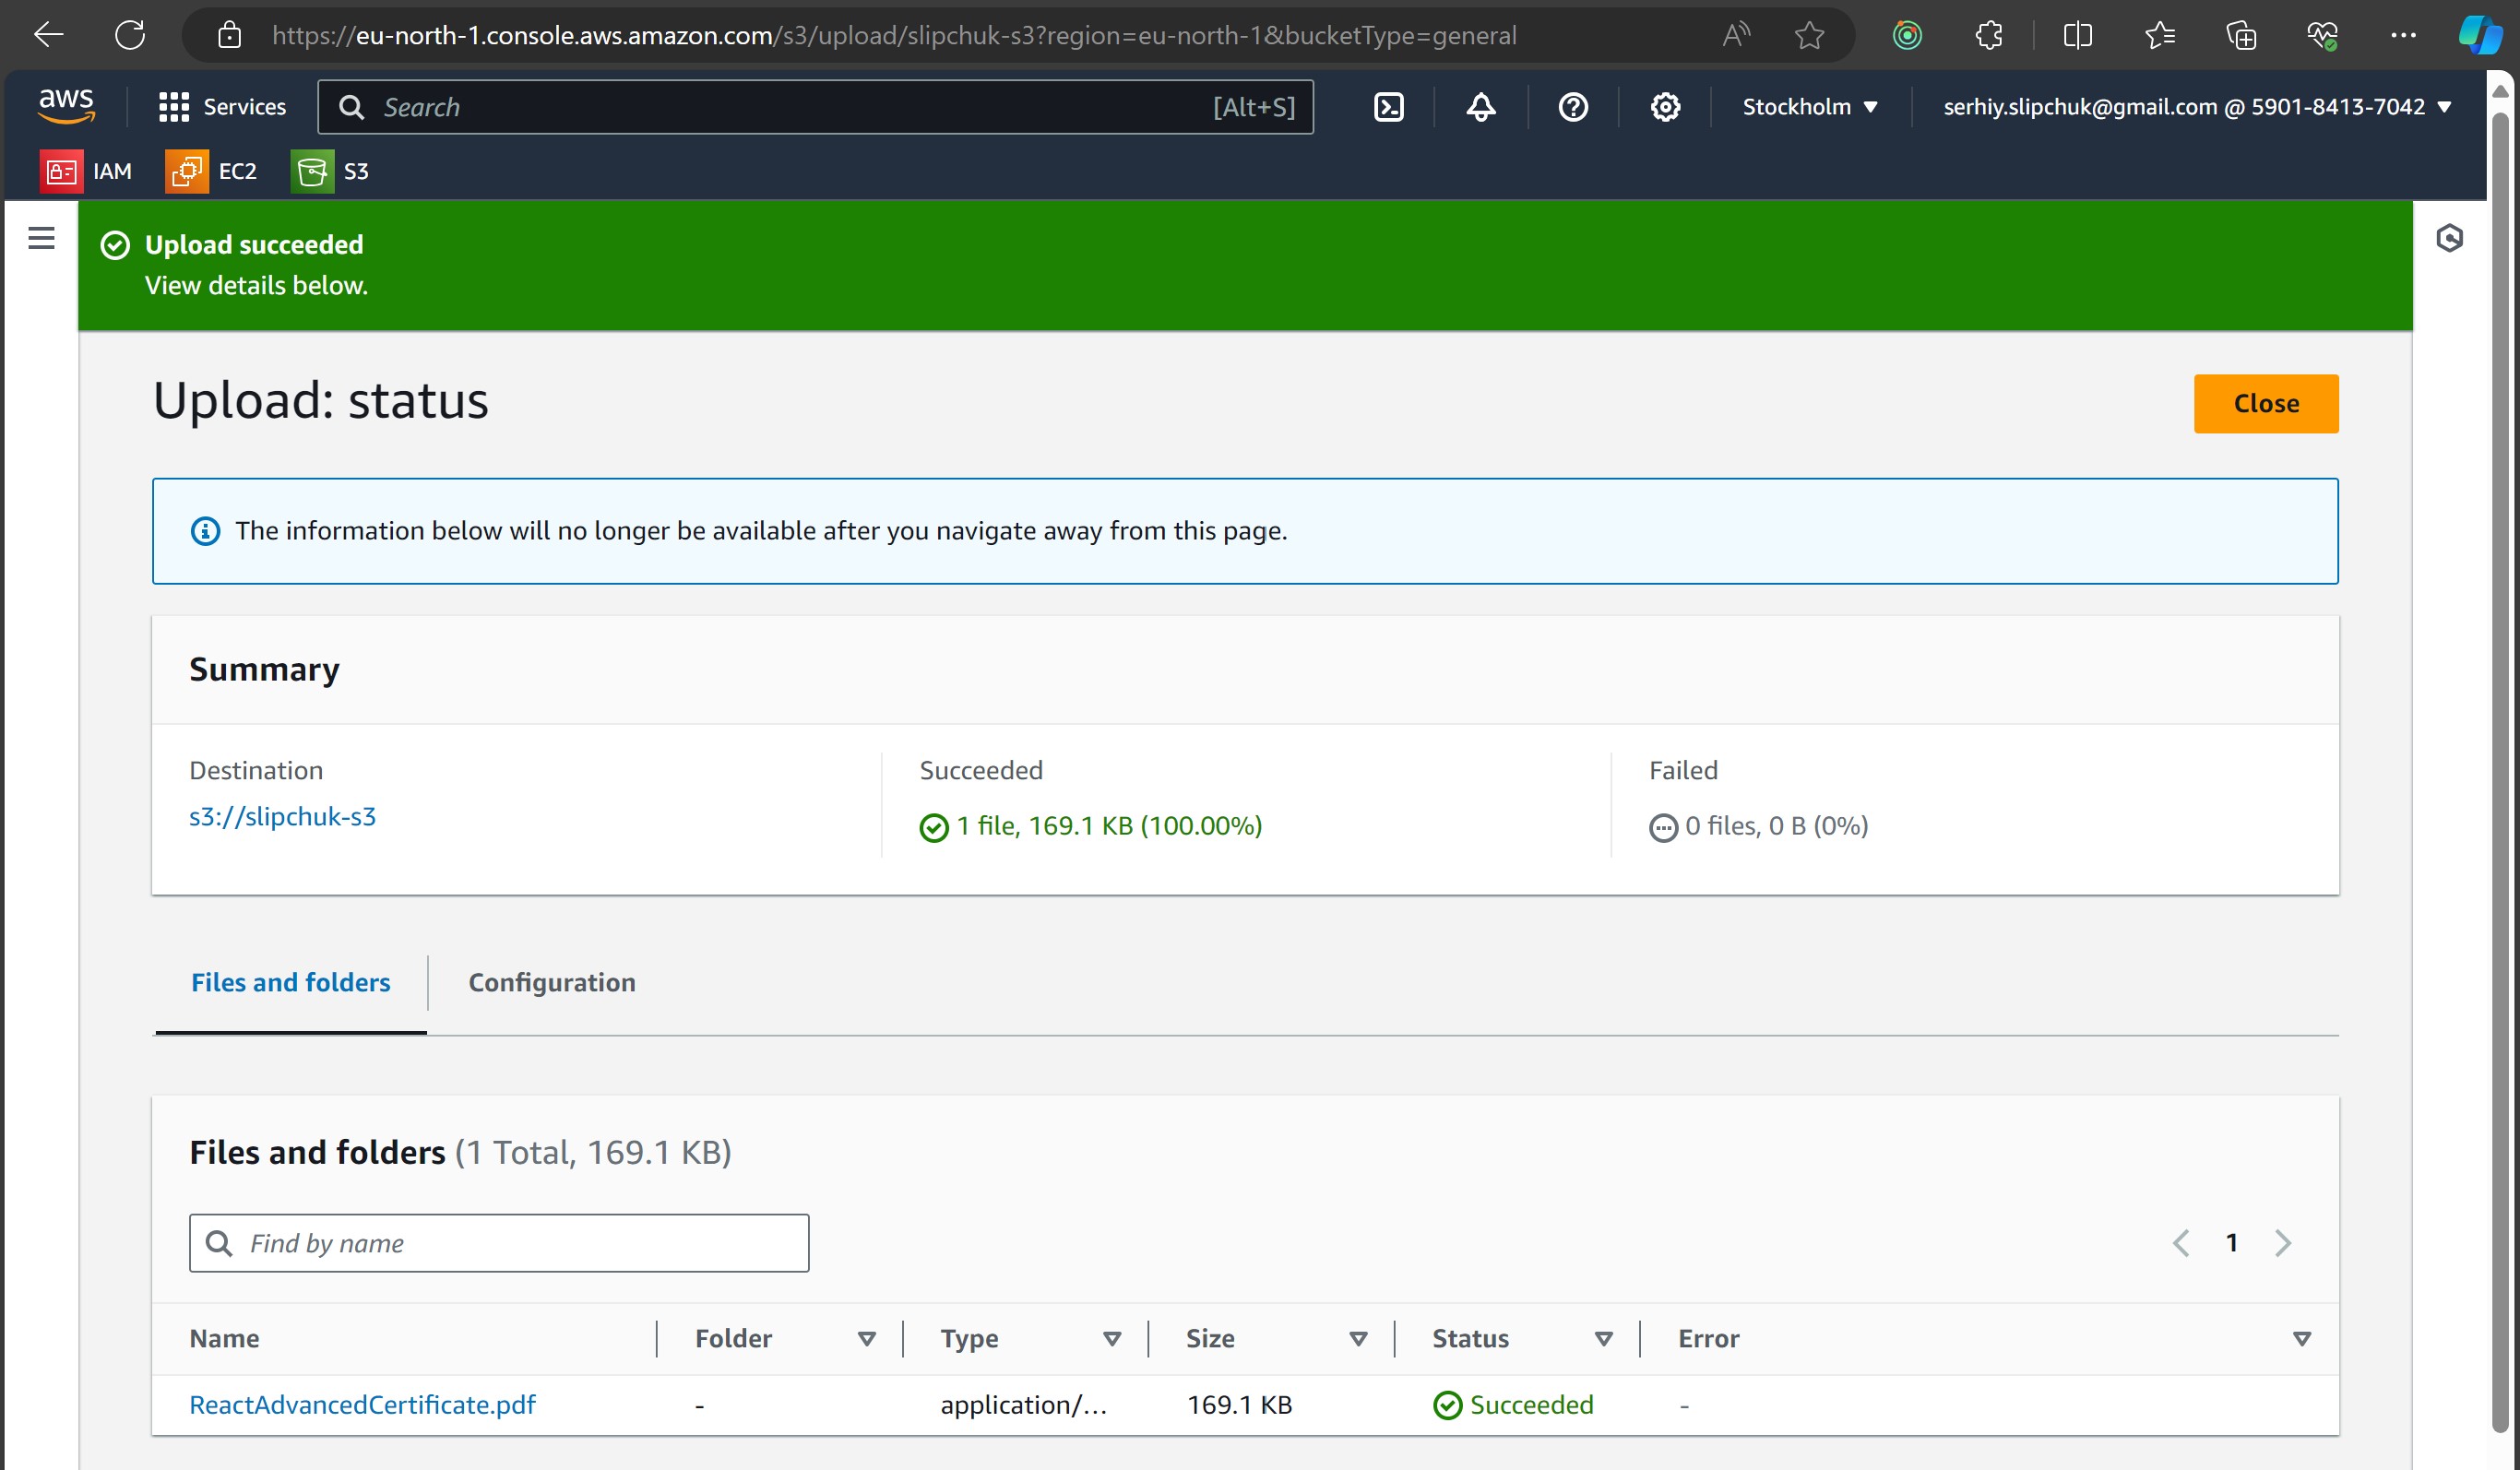 https://eu-north-1.console.aws.amazon.com/s3/upload/slipchuk-s3?region=eu-north-1&bucketType=general
aws Services Search [Alt+S] Stockholm serhiy.slipchuk@gmail.com @ 5901-8413-7042
IAM EC2 S3
Upload succeeded
View details below.
Upload: status Close
The information below will no longer be available after you navigate away from this page.
Summary
Destination Succeeded Failed
s3://slipchuk-s3 1 file, 169.1 KB (100.00%) 0 files, 0 B (0%)
Files and folders Configuration
Files and folders (1 Total, 169.1 KB)
Find by name 1
Name Folder Type Size Status Error
ReactAdvancedCertificate.pdf - application/... 169.1 KB Succeeded -